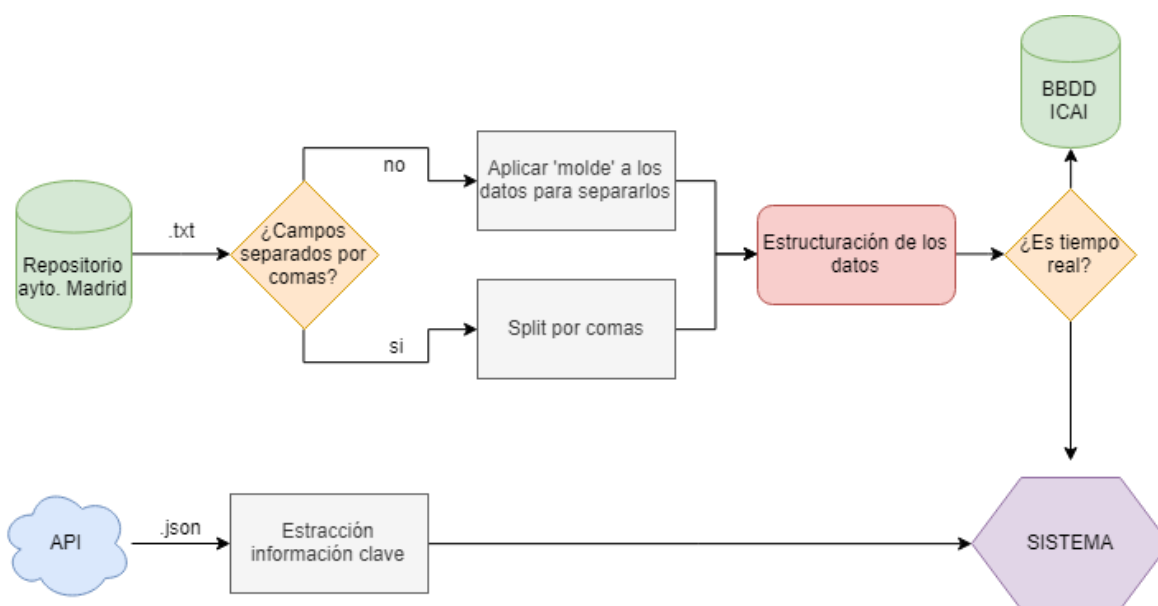 BBDD
ICAI
no
Aplicar 'molde' a los
datos para separarlos
.txt
¿Campos
separados por
comas?
Repositorio
ayto. Madrid
Estructuración de los
datos
¿Es tiempo
real?
si
Split por comas
API
.json
Estracción
información clave
SISTEMA